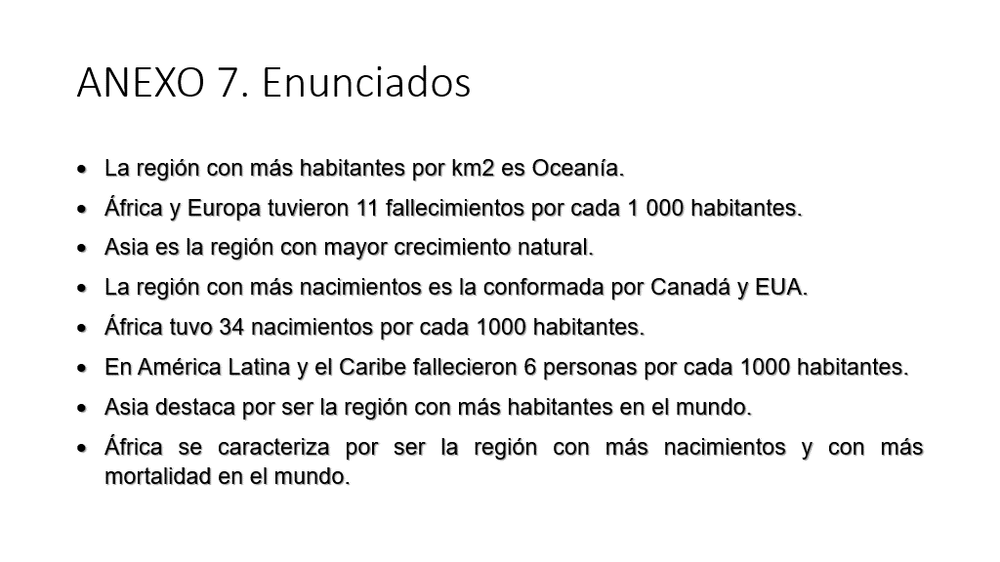 ANEXO 7. Enunciados
• La región con más habitantes por km2 es Oceanía.
• África y Europa tuvieron 11 fallecimientos por cada 1 000 habitantes.
• Asia es la región con mayor crecimiento natural.
• La región con más nacimientos es la conformada por Canadá y EUA.
• África tuvo 34 nacimientos por cada 1000 habitantes.
• En América Latina y el Caribe fallecieron 6 personas por cada 1000 habitantes.
• Asia destaca por ser la región con más habitantes en el mundo.
• África se caracteriza por ser la región con más nacimientos y con más
mortalidad en el mundo.